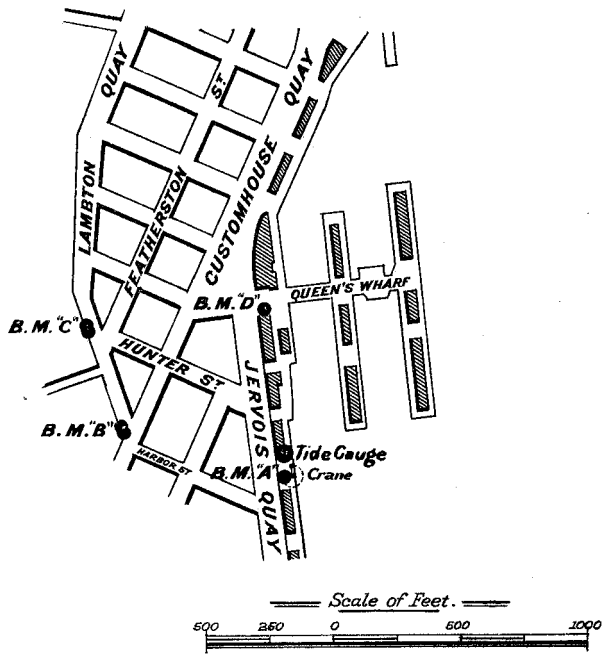 LAMBTON QUAY
FEATHERSTON ST.
CUSTOMHOUSE QUAY
QUEEN'S WHARF
B.M."D"
B.M."C"
HUNTER ST
JERVOIS QUAY
B.M."B"
HARBOR ST
Tide Gauge
B.M."A"
Crane
Scale of Feet.
500 250 0 500 1000